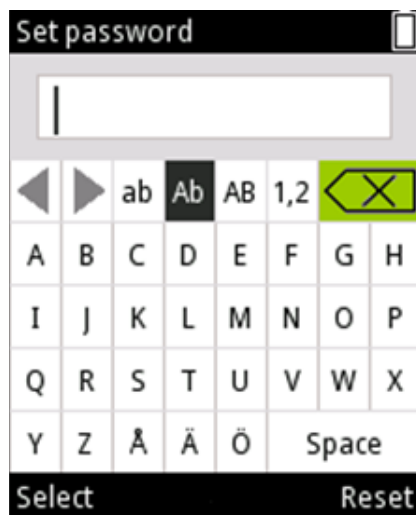 Set password
ab Ab AB 1,2
A B C D E F G H
I J K L M N O P
Q R S T U V W X
Y Z Å Ä Ö Space
Select Reset